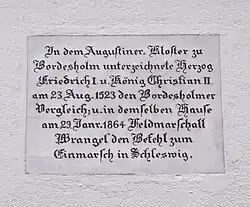 In dem Augustiner Kloster zu
Bordesholm unterzeichnete Herzog
Friedrich I. u. König Christian II.
am 23. Aug. 1523 den Bordesholmer
Vergleich, u. in demselben Hause
am 29. Janr. 1864 Feldmarschall
Wrangel den Befehl zum
Einmarsch in Schleswig.